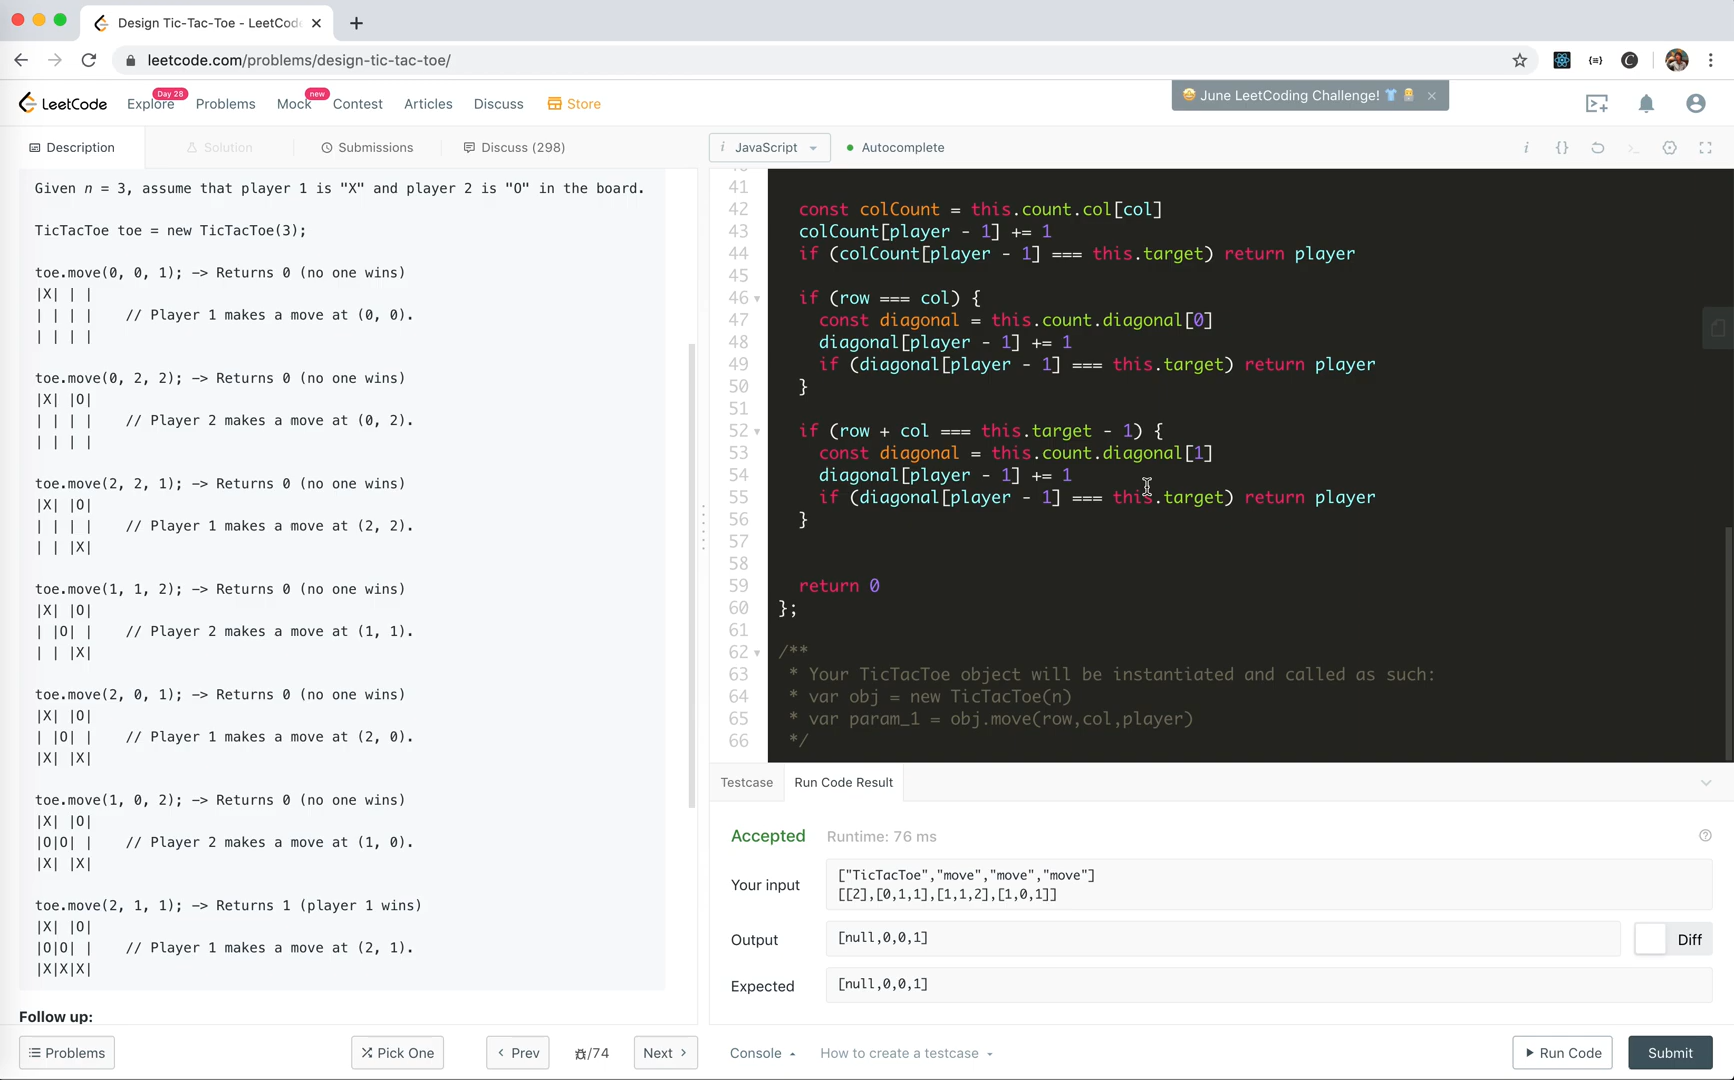 Design Tic-Tac-Toe - LeetCod
leetcode.com/problems/design-tic-tac-toe/
LeetCode
Explore
Day 28
Problems
Mock
new
Contest
Articles
Discuss
Store
June LeetCoding Challenge!
Description
Solution
Submissions
Discuss (298)
JavaScript
Autocomplete
Given n = 3, assume that player 1 is "X" and player 2 is "O" in the board.
TicTacToe toe = new TicTacToe(3);
toe.move(0, 0, 1); -> Returns 0 (no one wins)
|X| | |
| | | |    // Player 1 makes a move at (0, 0).
| | | |
toe.move(0, 2, 2); -> Returns 0 (no one wins)
|X| |O|
| | | |    // Player 2 makes a move at (0, 2).
| | | |
toe.move(2, 2, 1); -> Returns 0 (no one wins)
|X| |O|
| | | |    // Player 1 makes a move at (2, 2).
| | |X|
toe.move(1, 1, 2); -> Returns 0 (no one wins)
|X| |O|
| |O| |    // Player 2 makes a move at (1, 1).
| | |X|
toe.move(2, 0, 1); -> Returns 0 (no one wins)
|X| |O|
| |O| |    // Player 1 makes a move at (2, 0).
|X| |X|
toe.move(1, 0, 2); -> Returns 0 (no one wins)
|X| |O|
|O|O| |    // Player 2 makes a move at (1, 0).
|X| |X|
toe.move(2, 1, 1); -> Returns 1 (player 1 wins)
|X| |O|
|O|O| |    // Player 1 makes a move at (2, 1).
|X|X|X|
Follow up:
41
42   const colCount = this.count.col[col]
43   colCount[player - 1] += 1
44   if (colCount[player - 1] === this.target) return player
45
46   if (row === col) {
47     const diagonal = this.count.diagonal[0]
48     diagonal[player - 1] += 1
49     if (diagonal[player - 1] === this.target) return player
50   }
51
52   if (row + col === this.target - 1) {
53     const diagonal = this.count.diagonal[1]
54     diagonal[player - 1] += 1
55     if (diagonal[player - 1] === this.target) return player
56   }
57
58
59   return 0
60 };
61
62 /**
63  * Your TicTacToe object will be instantiated and called as such:
64  * var obj = new TicTacToe(n)
65  * var param_1 = obj.move(row,col,player)
66  */
Testcase
Run Code Result
Accepted
Runtime: 76 ms
Your input
["TicTacToe","move","move","move"]
[[2],[0,1,1],[1,1,2],[1,0,1]]
Output
[null,0,0,1]
Diff
Expected
[null,0,0,1]
Problems
Pick One
Prev
/74
Next
Console
How to create a testcase
Run Code
Submit